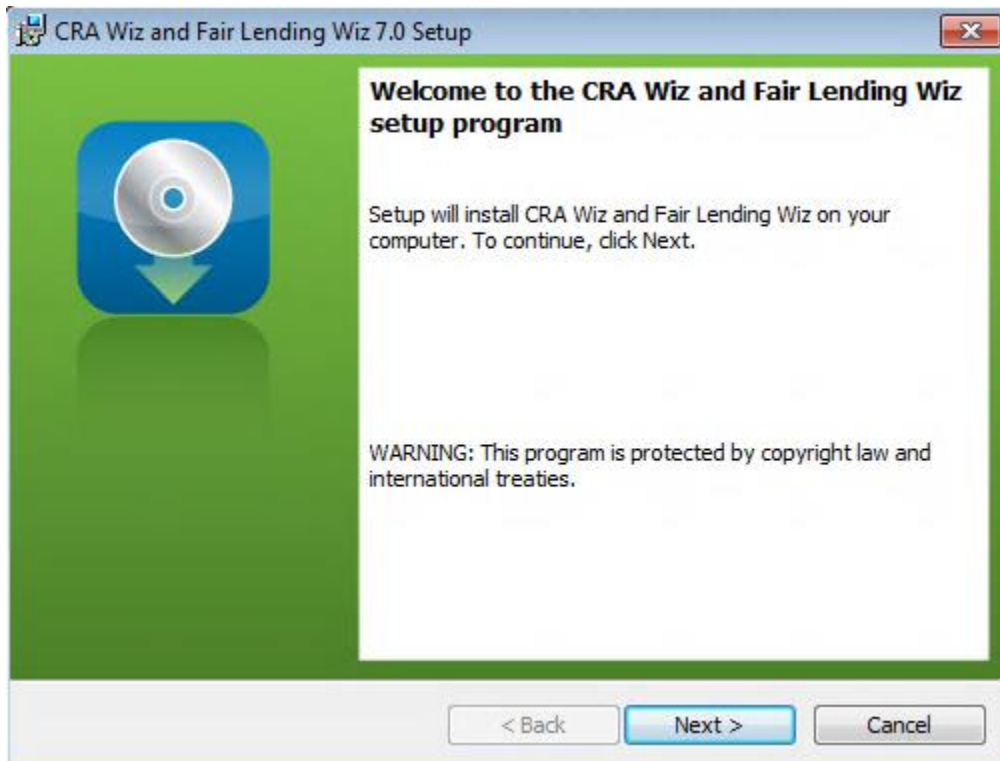 CRA Wiz and Fair Lending Wiz 7.0 Setup
Welcome to the CRA Wiz and Fair Lending Wiz
setup program
Setup will install CRA Wiz and Fair Lending Wiz on your
computer. To continue, click Next.
WARNING: This program is protected by copyright law and
international treaties.
< Back
Next >
Cancel